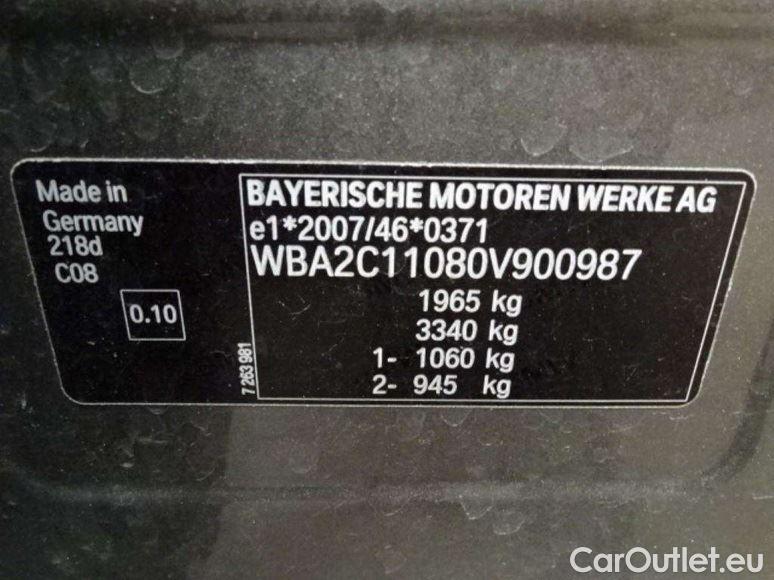 Made in
Germany
218d
C08
0.10
7 263 981
BAYERISCHE MOTOREN WERKE AG
e1*2007/46*0371
WBA2C11080V900987
1965 kg
3340 kg
1- 1060 kg
2- 945 kg
CarOutlet.eu